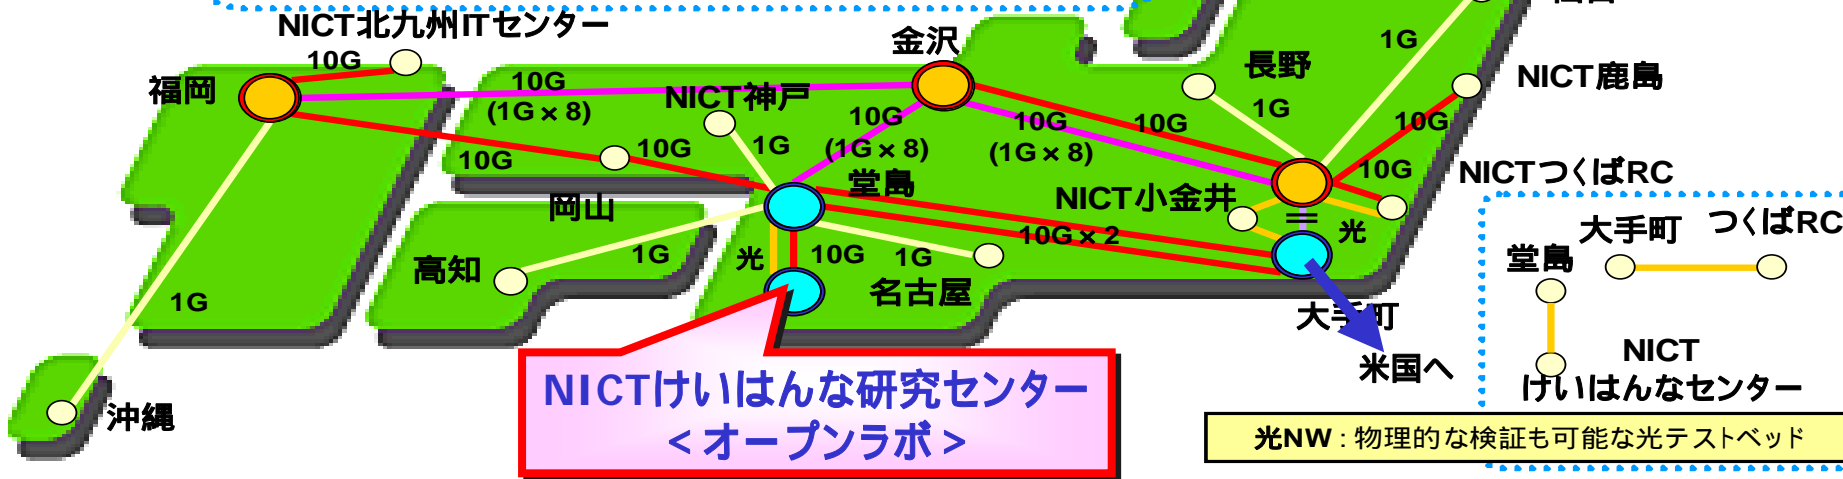 NICT北九州ITセンター
金沢
1G
10G
福岡
長野
NICT鹿島
10G
(1G×8)
NICT神戸
1G
10G
(1G×8)
10G
(1G×8)
10G
10G
10G
10G
1G
10G
NICTつくばRC
堂島
NICT小金井
岡山
光
10G×2
大手町
つくばRC
堂島
高知
1G
光
10G
1G
名古屋
1G
大手町
米国へ
NICT
けいはんなセンター
沖縄
NICTけいはんな研究センター
<オープンラボ>
光NW:物理的な検証も可能な光テストベッド